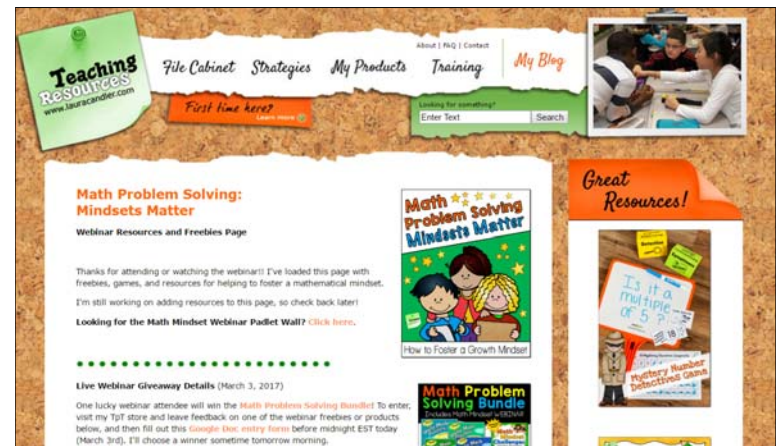 Teaching
Resources
www.lauracandler.com
File Cabinet Strategies My Products Training My Blog
About | FAQ | Contact
First time here?
Learn more
Looking for something?
Enter Text Search
Math Problem Solving:
Mindsets Matter
Webinar Resources and Freebies Page
Thanks for attending or watching the webinar!! I've loaded this page with
freebies, games, and resources for helping to foster a mathematical mindset.
I'm still working on adding resources to this page, so check back later!
Looking for the Math Mindset Webinar Padlet Wall? Click here.
Live Webinar Giveaway Details (March 3, 2017)
One lucky webinar attendee will win the Math Problem Solving Bundle! To enter,
visit my TpT store and leave feedback on one of the webinar freebies or products
below, and then fill out this Google Doc entry form before midnight EST today
(March 3rd). I'll choose a winner sometime tomorrow morning.
Math
Problem Solving
Mindsets Matter
How to Foster a Growth Mindset
Math Problem
Solving Bundle
Includes Math Mindset WEBINAR
Great
Resources!
Is it a
multiple
of 5?
18
Mystery Number
Detectives Game